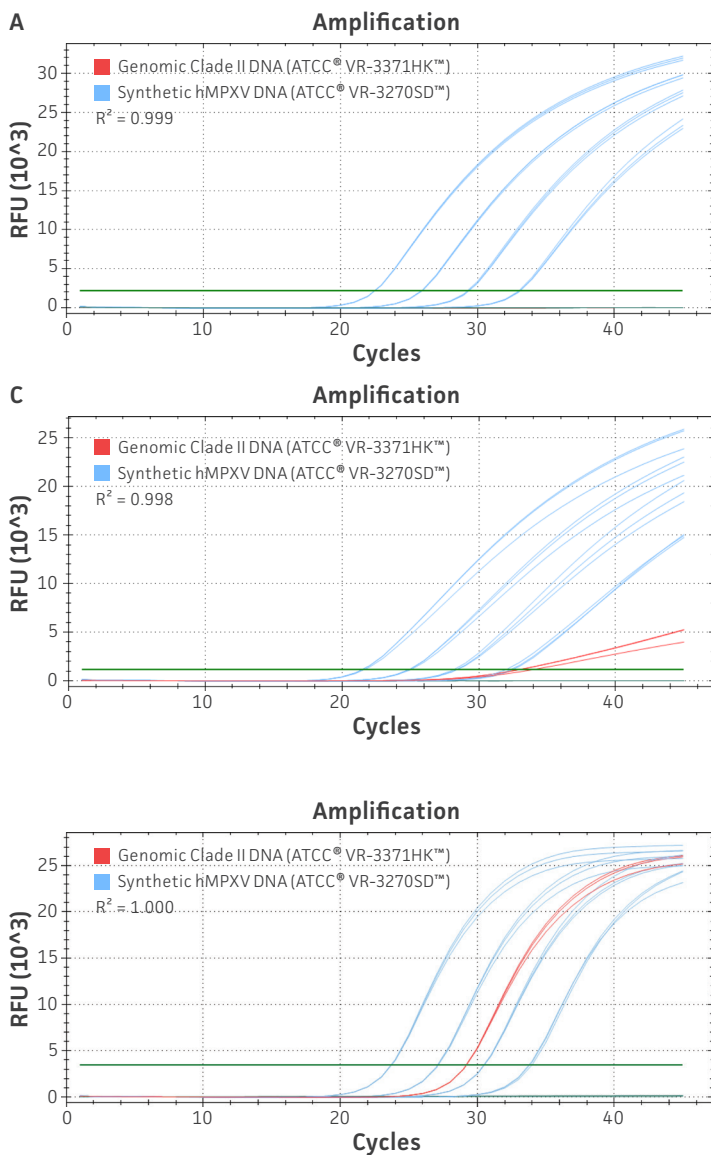 A
Amplification
Genomic Clade II DNA (ATCC® VR-3371HK™)
Synthetic hMPXV DNA (ATCC® VR-3270SD™)
R² = 0.999
RFU (10^3)
30
25
20
15
10
5
0
0 10 20 30 40
Cycles
C
Amplification
Genomic Clade II DNA (ATCC® VR-3371HK™)
Synthetic hMPXV DNA (ATCC® VR-3270SD™)
R² = 0.998
RFU (10^3)
25
20
15
10
5
0
0 10 20 30 40
Cycles
Amplification
Genomic Clade II DNA (ATCC® VR-3371HK™)
Synthetic hMPXV DNA (ATCC® VR-3270SD™)
R² = 1.000
RFU (10^3)
25
20
15
10
5
0
0 10 20 30 40
Cycles